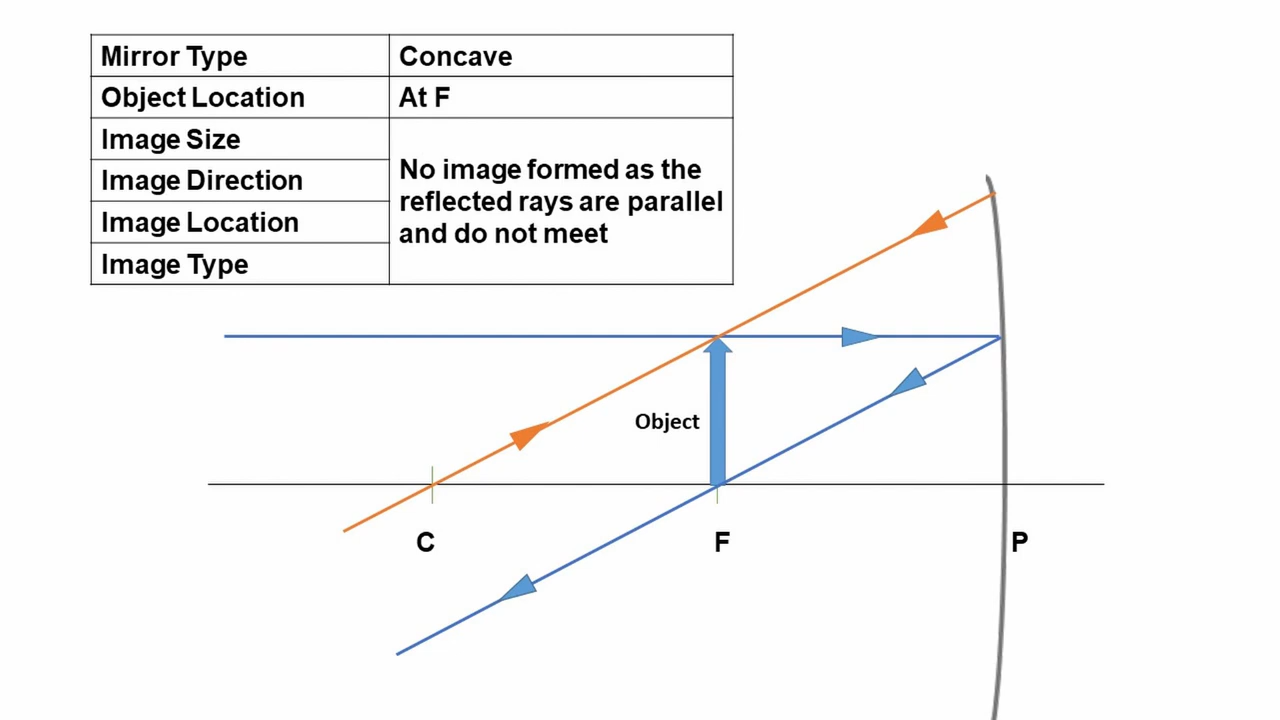 Mirror Type
Concave
Object Location
At F
Image Size
Image Direction
Image Location
Image Type
No image formed as the
reflected rays are parallel
and do not meet
Object
C
F
P